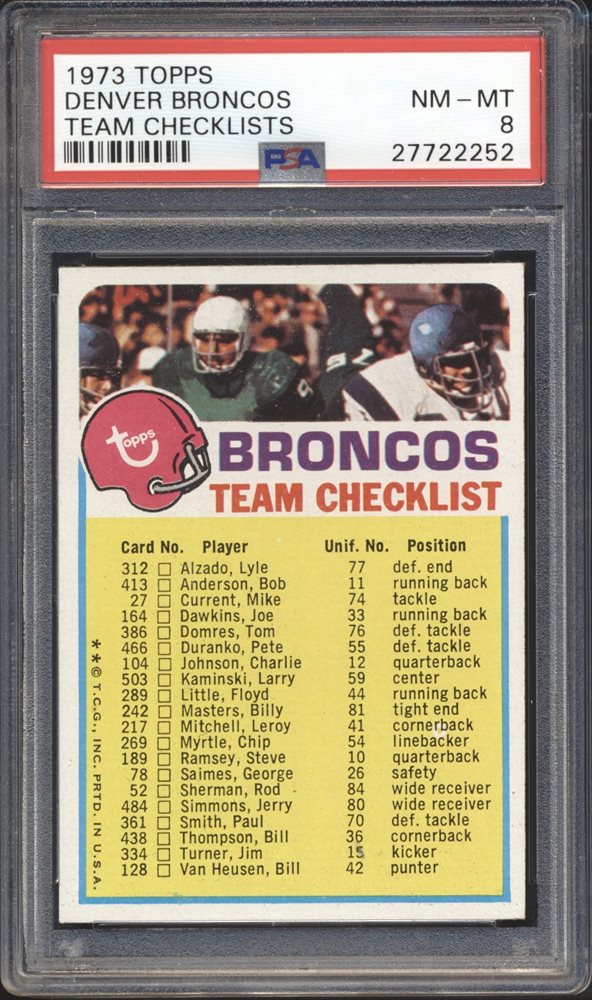 1973 TOPPS
DENVER BRONCOS NM - MT
TEAM CHECKLISTS 8
PSA 27722252
topps
BRONCOS
TEAM CHECKLIST
Card No. Player Unif. No. Position
312 Alzado, Lyle 77 def. end
413 Anderson, Bob 11 running back
27 Current, Mike 74 tackle
164 Dawkins, Joe 33 running back
386 Domres, Tom 76 def. tackle
466 Duranko, Pete 55 def. tackle
104 Johnson, Charlie 12 quarterback
503 Kaminski, Larry 59 center
289 Little, Floyd 44 running back
242 Masters, Billy 81 tight end
217 Mitchell, Leroy 41 cornerback
269 Myrtle, Chip 54 linebacker
189 Ramsey, Steve 10 quarterback
78 Saimes, George 26 safety
52 Sherman, Rod 84 wide receiver
484 Simmons, Jerry 80 wide receiver
361 Smith, Paul 70 def. tackle
438 Thompson, Bill 36 cornerback
334 Turner, Jim 15 kicker
128 Van Heusen, Bill 42 punter
**© T.C.G., INC. PRTD. IN U.S.A.